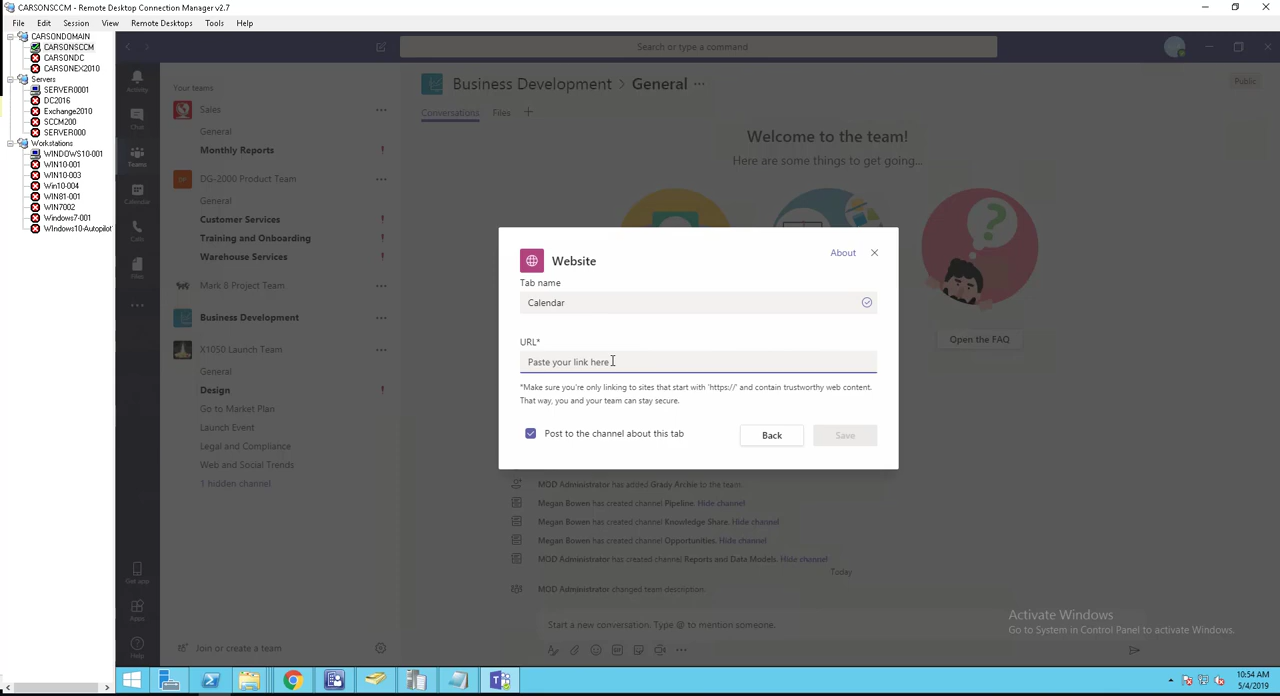 CARSONSCCM - Remote Desktop Connection Manager v2.7
File Edit Session View Remote Desktops Tools Help
CARSONDOMAIN
CARSONSCCM
CARSONDC
CARSONEX2010
Servers
SERVER0001
DC2016
Exchange2010
SCCM200
SERVER000
Workstations
WINDOWS10-001
WIN10-001
WIN10-003
Win10-004
WIN81-001
WIN7002
Windows7-001
WIndows10-Autopilot
Search or type a command
Activity
Chat
Teams
Calendar
Calls
Files
Get app
Apps
Help
Your teams
Sales
General
Monthly Reports
DG-2000 Product Team
General
Customer Services
Training and Onboarding
Warehouse Services
Mark 8 Project Team
Business Development
X1050 Launch Team
General
Design
Go to Market Plan
Launch Event
Legal and Compliance
Web and Social Trends
1 hidden channel
Join or create a team
Business Development > General ···
Public
Conversations Files +
Welcome to the team!
Here are some things to get going...
Open the FAQ
Website
About
Tab name
Calendar
URL*
Paste your link here
*Make sure you're only linking to sites that start with 'https://' and contain trustworthy web content.
That way, you and your team can stay secure.
Post to the channel about this tab
Back
Save
MOD Administrator has added Grady Archie to the team.
Megan Bowen has created channel Pipeline. Hide channel
Megan Bowen has created channel Knowledge Share. Hide channel
Megan Bowen has created channel Opportunities. Hide channel
MOD Administrator has created channel Reports and Data Models. Hide channel
Today
MOD Administrator changed team description.
Start a new conversation. Type @ to mention someone.
Activate Windows
Go to System in Control Panel to activate Windows.
10:54 AM
5/4/2019